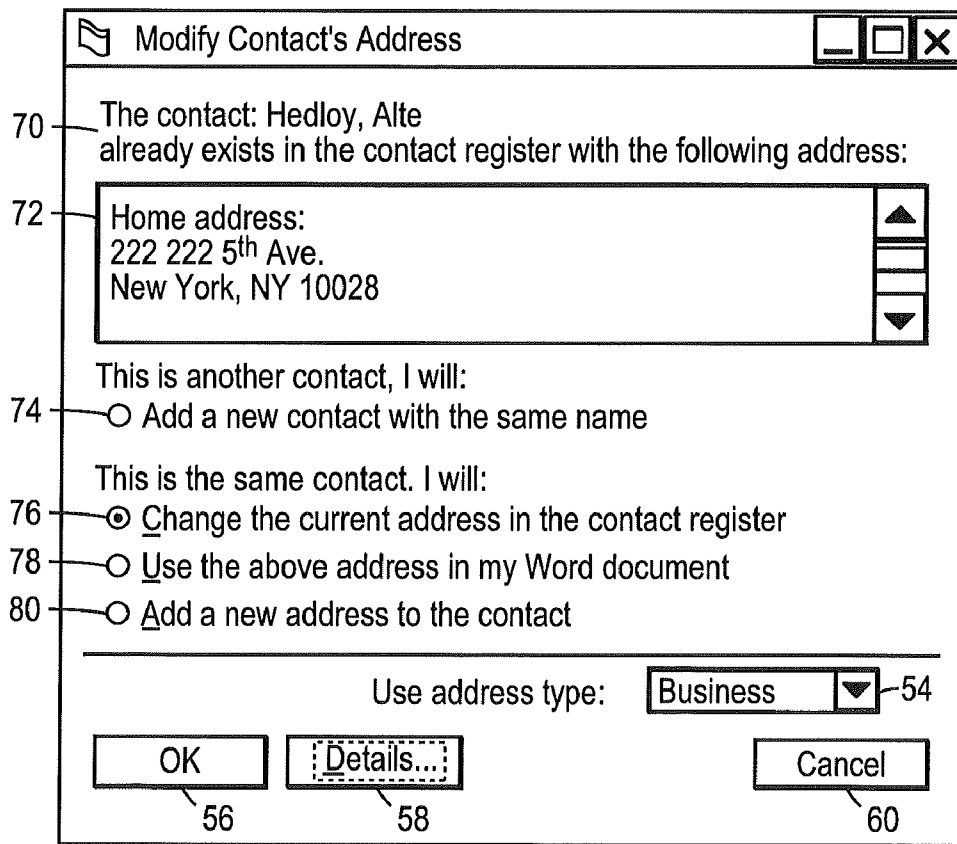 Modify Contact's Address
70
The contact: Hedloy, Alte
already exists in the contact register with the following address:
72
Home address:
222 222 5th Ave.
New York, NY 10028
This is another contact, I will:
74
Add a new contact with the same name
This is the same contact. I will:
76
Change the current address in the contact register
78
Use the above address in my Word document
80
Add a new address to the contact
Use address type: Business 54
OK Details... Cancel
56 58 60